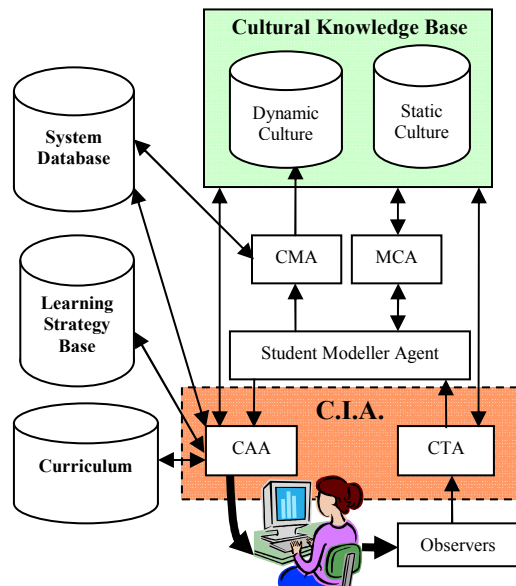 Cultural Knowledge Base
Dynamic
Culture
Static
Culture
System
Database
CMA
MCA
Learning
Strategy
Base
Student Modeller Agent
C.I.A.
CAA
CTA
Curriculum
Observers